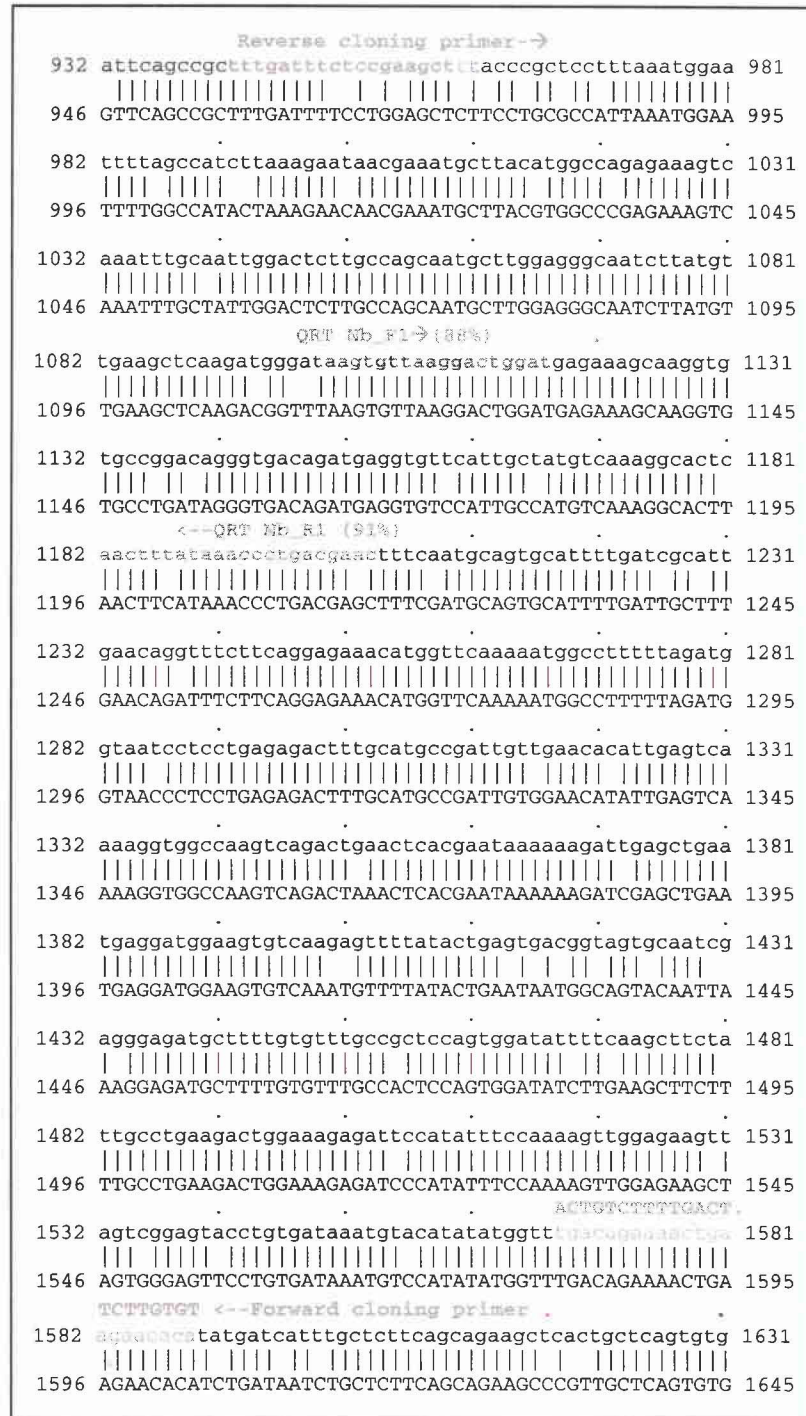 Reverse cloning primer-→
932 attcagccgctttgatttctccgaagctctacccgctcctttaaatggaa 981
946 GTTCAGCCGCTTTGATTTTCCTGGAGCTCTTCCTGCGCCATTAAATGGAA 995
982 ttttagccatcttaaagaataacgaaatgcttacatggccagagaaagtc 1031
996 TTTTGGCCATACTAAAGAACAACGAAATGCTTACGTGGCCCGAGAAAGTC 1045
1032 aaatttgcaattggactcttgccagcaatgcttggagggcaatcttatgt 1081
1046 AAATTTGCTATTGGACTCTTGCCAGCAATGCTTGGAGGGCAATCTTATGT 1095
QRT Nb_F1→(88%)
1082 tgaagctcaagatgggataagtgttaaggactggatgagaaagcaaggtg 1131
1096 TGAAGCTCAAGACGGTTTAAGTGTTAAGGACTGGATGAGAAAGCAAGGTG 1145
1132 tgccggacagggtgacagatgaggtgttcattgctatgtcaaaggcactc 1181
1146 TGCCTGATAGGGTGACAGATGAGGTGTCCATTGCCATGTCAAAGGCACTT 1195
<--QRT Nb_R1 (91%)
1182 aactttataaaccctgacgaactttcaatgcagtgcattttgatcgcatt 1231
1196 AACTTCATAAACCCTGACGAGCTTTCGATGCAGTGCATTTTGATTGCTTT 1245
1232 gaacaggtttcttcaggagaaacatggttcaaaaatggcctttttagatg 1281
1246 GAACAGATTTCTTCAGGAGAAACATGGTTCAAAAATGGCCTTTTTAGATG 1295
1282 gtaatcctcctgagagactttgcatgccgattgttgaacacattgagtca 1331
1296 GTAACCCTCCTGAGAGACTTTGCATGCCGATTGTGGAACATATTGAGTCA 1345
1332 aaaggtggccaagtcagactgaactcacgaataaaaaagattgagctgaa 1381
1346 AAAGGTGGCCAAGTCAGACTAAACTCACGAATAAAAAAGATCGAGCTGAA 1395
1382 tgaggatggaagtgtcaagagttttatactgagtgacggtagtgcaatcg 1431
1396 TGAGGATGGAAGTGTCAAATGTTTTATACTGAATAATGGCAGTACAATTA 1445
1432 agggagatgcttttgtgtttgccgctccagtggatattttcaagcttcta 1481
1446 AAGGAGATGCTTTTGTGTTTGCCACTCCAGTGGATATCTTGAAGCTTCTT 1495
1482 ttgcctgaagactggaaagagattccatatttccaaaagttggagaagtt 1531
1496 TTGCCTGAAGACTGGAAAGAGATCCCATATTTCCAAAAGTTGGAGAAGCT 1545
ACTGTCTTTTGACT.
1532 agtcggagtacctgtgataaatgtacatatatggttttgacagaaaactga 1581
1546 AGTGGGAGTTCCTGTGATAAATGTCCATATATGGTTTGACAGAAAACTGA 1595
TCTTGTGT <--Forward cloning primer
1582 agaacacatatgatcatttgctcttcagcagaagctcactgctcagtgtg 1631
1596 AGAACACATCTGATAATCTGCTCTTCAGCAGAAGCCCGTTGCTCAGTGTG 1645